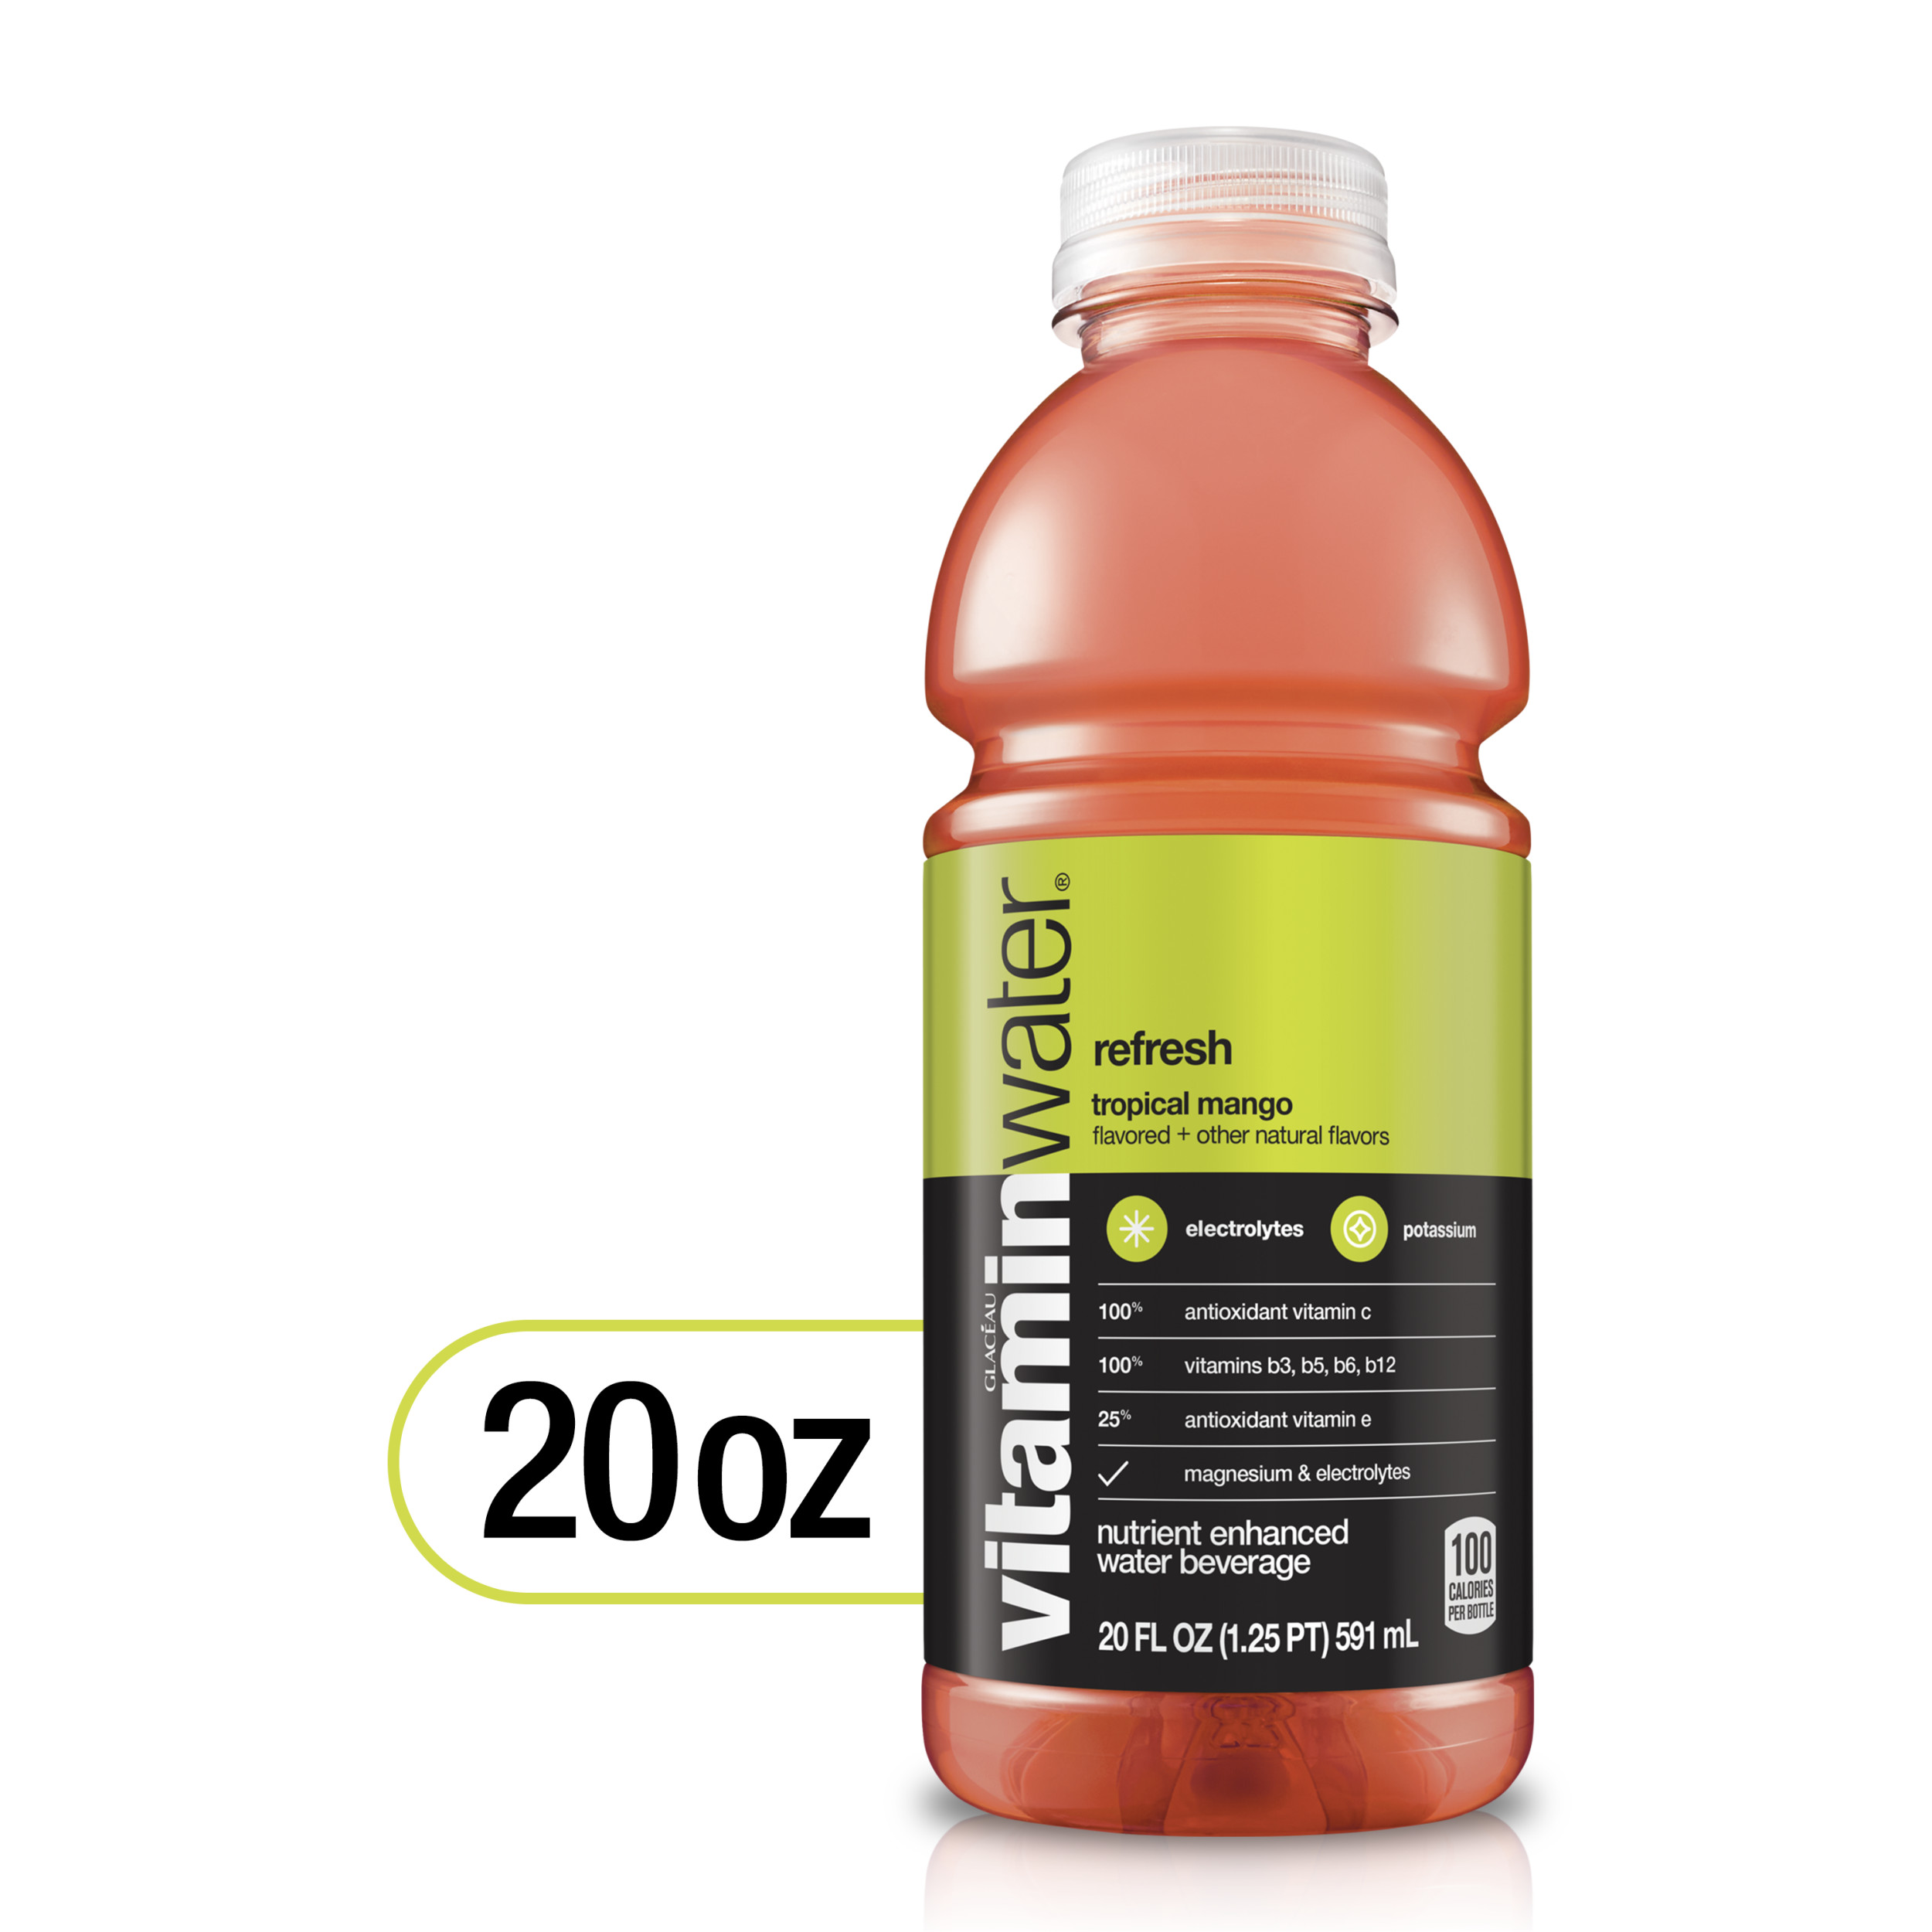 20 oz
GLACÉAU
vitaminwater®
refresh
tropical mango
flavored + other natural flavors
electrolytes
potassium
100% antioxidant vitamin c
100% vitamins b3, b5, b6, b12
25% antioxidant vitamin e
✓ magnesium & electrolytes
nutrient enhanced
water beverage
100
CALORIES
PER BOTTLE
20 FL OZ (1.25 PT) 591 mL